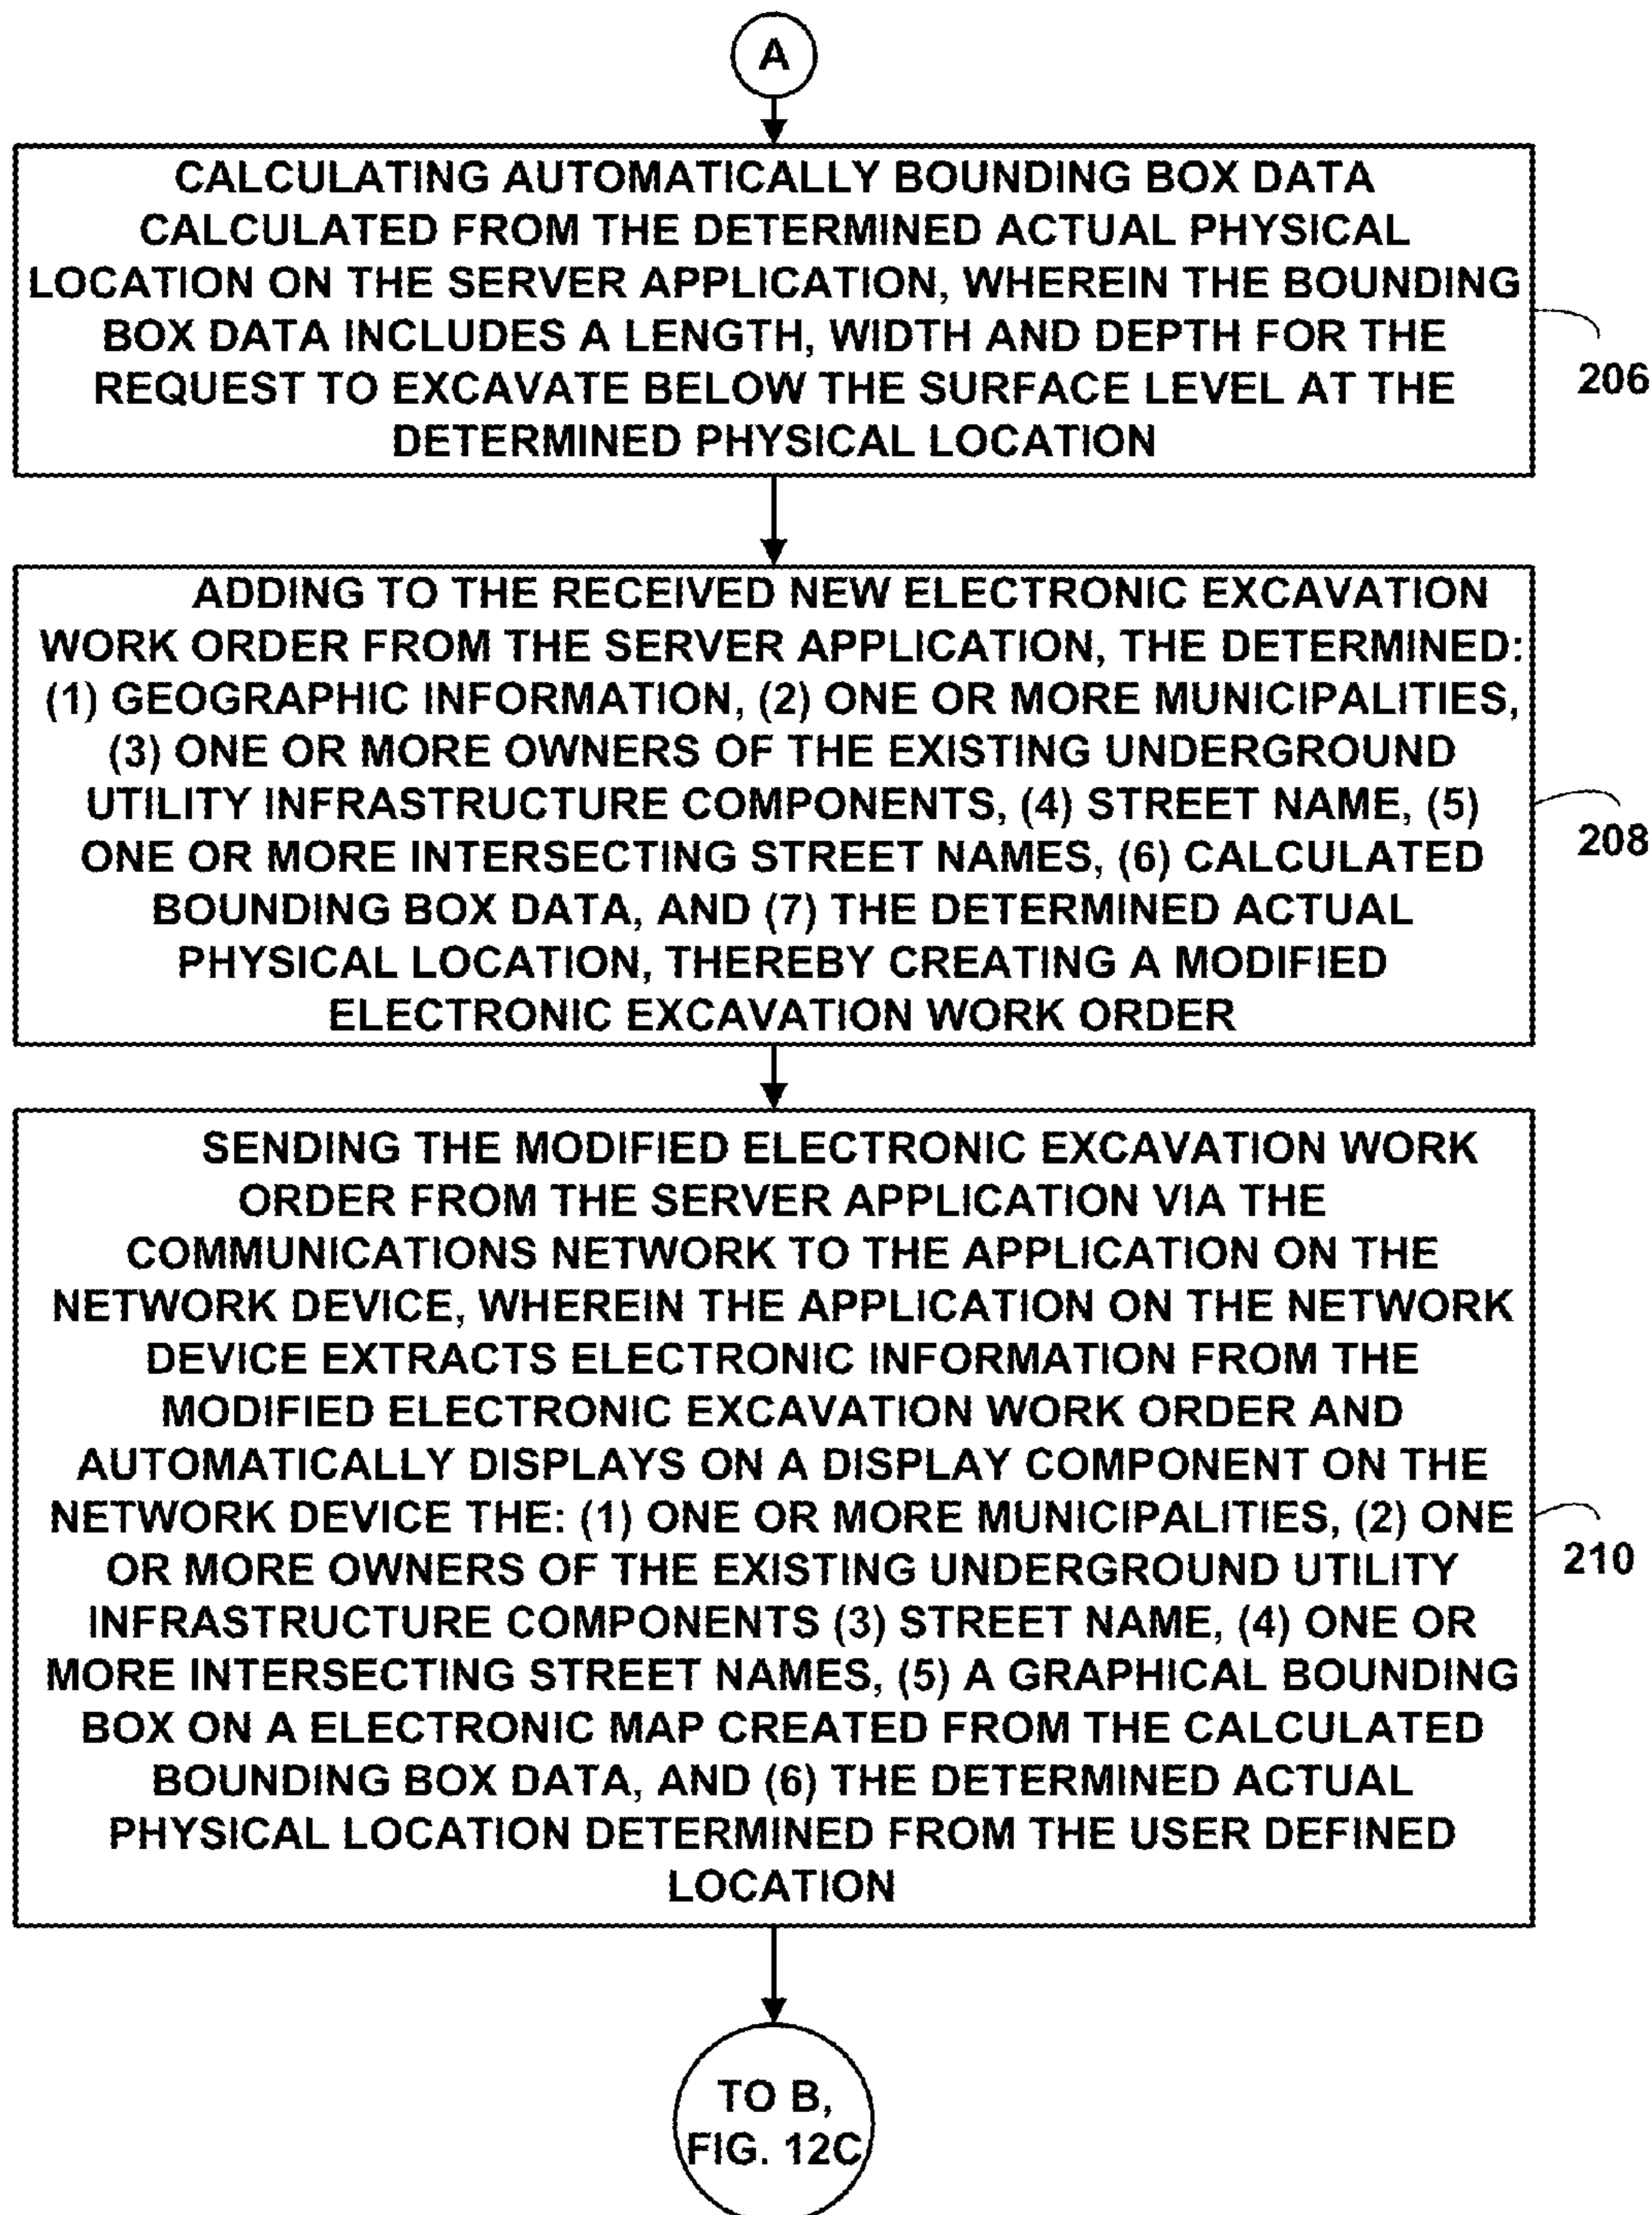 A
CALCULATING AUTOMATICALLY BOUNDING BOX DATA
CALCULATED FROM THE DETERMINED ACTUAL PHYSICAL
LOCATION ON THE SERVER APPLICATION, WHEREIN THE BOUNDING
BOX DATA INCLUDES A LENGTH, WIDTH AND DEPTH FOR THE
REQUEST TO EXCAVATE BELOW THE SURFACE LEVEL AT THE
DETERMINED PHYSICAL LOCATION
206
ADDING TO THE RECEIVED NEW ELECTRONIC EXCAVATION
WORK ORDER FROM THE SERVER APPLICATION, THE DETERMINED:
(1) GEOGRAPHIC INFORMATION, (2) ONE OR MORE MUNICIPALITIES,
(3) ONE OR MORE OWNERS OF THE EXISTING UNDERGROUND
UTILITY INFRASTRUCTURE COMPONENTS, (4) STREET NAME, (5)
ONE OR MORE INTERSECTING STREET NAMES, (6) CALCULATED
BOUNDING BOX DATA, AND (7) THE DETERMINED ACTUAL
PHYSICAL LOCATION, THEREBY CREATING A MODIFIED
ELECTRONIC EXCAVATION WORK ORDER
208
SENDING THE MODIFIED ELECTRONIC EXCAVATION WORK
ORDER FROM THE SERVER APPLICATION VIA THE
COMMUNICATIONS NETWORK TO THE APPLICATION ON THE
NETWORK DEVICE, WHEREIN THE APPLICATION ON THE NETWORK
DEVICE EXTRACTS ELECTRONIC INFORMATION FROM THE
MODIFIED ELECTRONIC EXCAVATION WORK ORDER AND
AUTOMATICALLY DISPLAYS ON A DISPLAY COMPONENT ON THE
NETWORK DEVICE THE: (1) ONE OR MORE MUNICIPALITIES, (2) ONE
OR MORE OWNERS OF THE EXISTING UNDERGROUND UTILITY
INFRASTRUCTURE COMPONENTS (3) STREET NAME, (4) ONE OR
MORE INTERSECTING STREET NAMES, (5) A GRAPHICAL BOUNDING
BOX ON A ELECTRONIC MAP CREATED FROM THE CALCULATED
BOUNDING BOX DATA, AND (6) THE DETERMINED ACTUAL
PHYSICAL LOCATION DETERMINED FROM THE USER DEFINED
LOCATION
210
TO B,
FIG. 12C